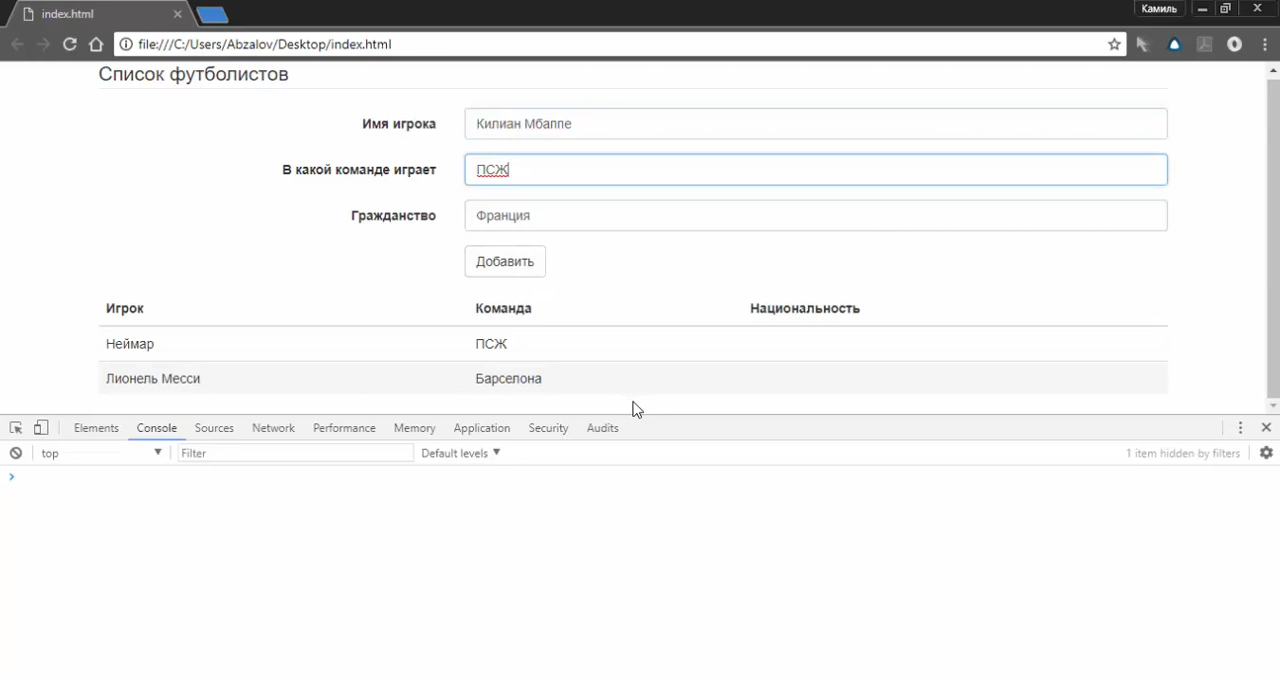 index.html
Камиль
file:///C:/Users/Abzalov/Desktop/index.html
Список футболистов
Имя игрока Килиан Мбаппе
В какой команде играет ПСЖ
Гражданство Франция
Добавить
Игрок Команда Национальность
Неймар ПСЖ
Лионель Месси Барселона
Elements Console Sources Network Performance Memory Application Security Audits
top Filter Default levels 1 item hidden by filters